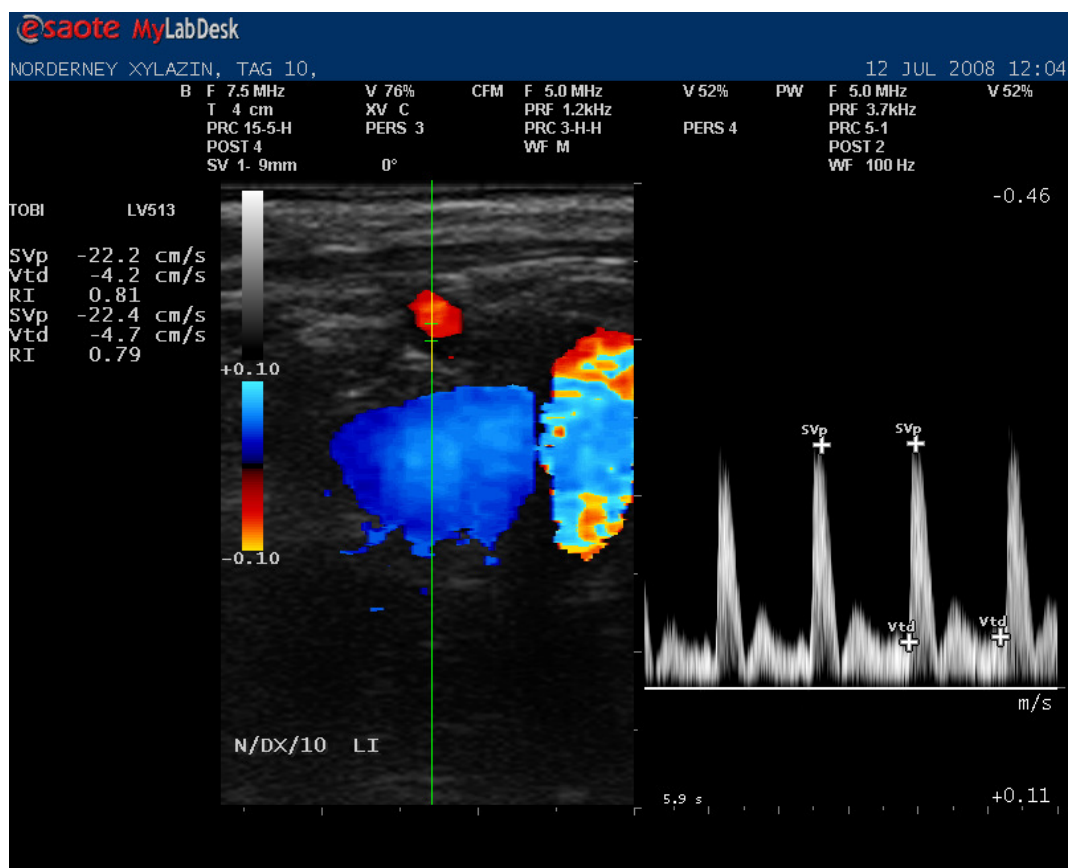 esaote MyLabDesk
NORDERNEY XYLAZIN, TAG 10, 12 JUL 2008 12:04
B F 7.5 MHz V 76% CFM F 5.0 MHz V 52% PW F 5.0 MHz V 52%
T 4 cm XV C PRF 1.2kHz PRF 3.7kHz
PRC 15-5-H PERS 3 PRC 3-H-H PERS 4 PRC 5-1
POST 4 WF M POST 2
SV 1- 9mm 0° WF 100 Hz
-0.46
TOBI LV513
SVp -22.2 cm/s
Vtd -4.2 cm/s
RI 0.81
SVp -22.4 cm/s
Vtd -4.7 cm/s
RI 0.79
+0.10
-0.10
SVp SVp
Vtd Vtd
m/s
N/DX/10 LI
5.9 s +0.11